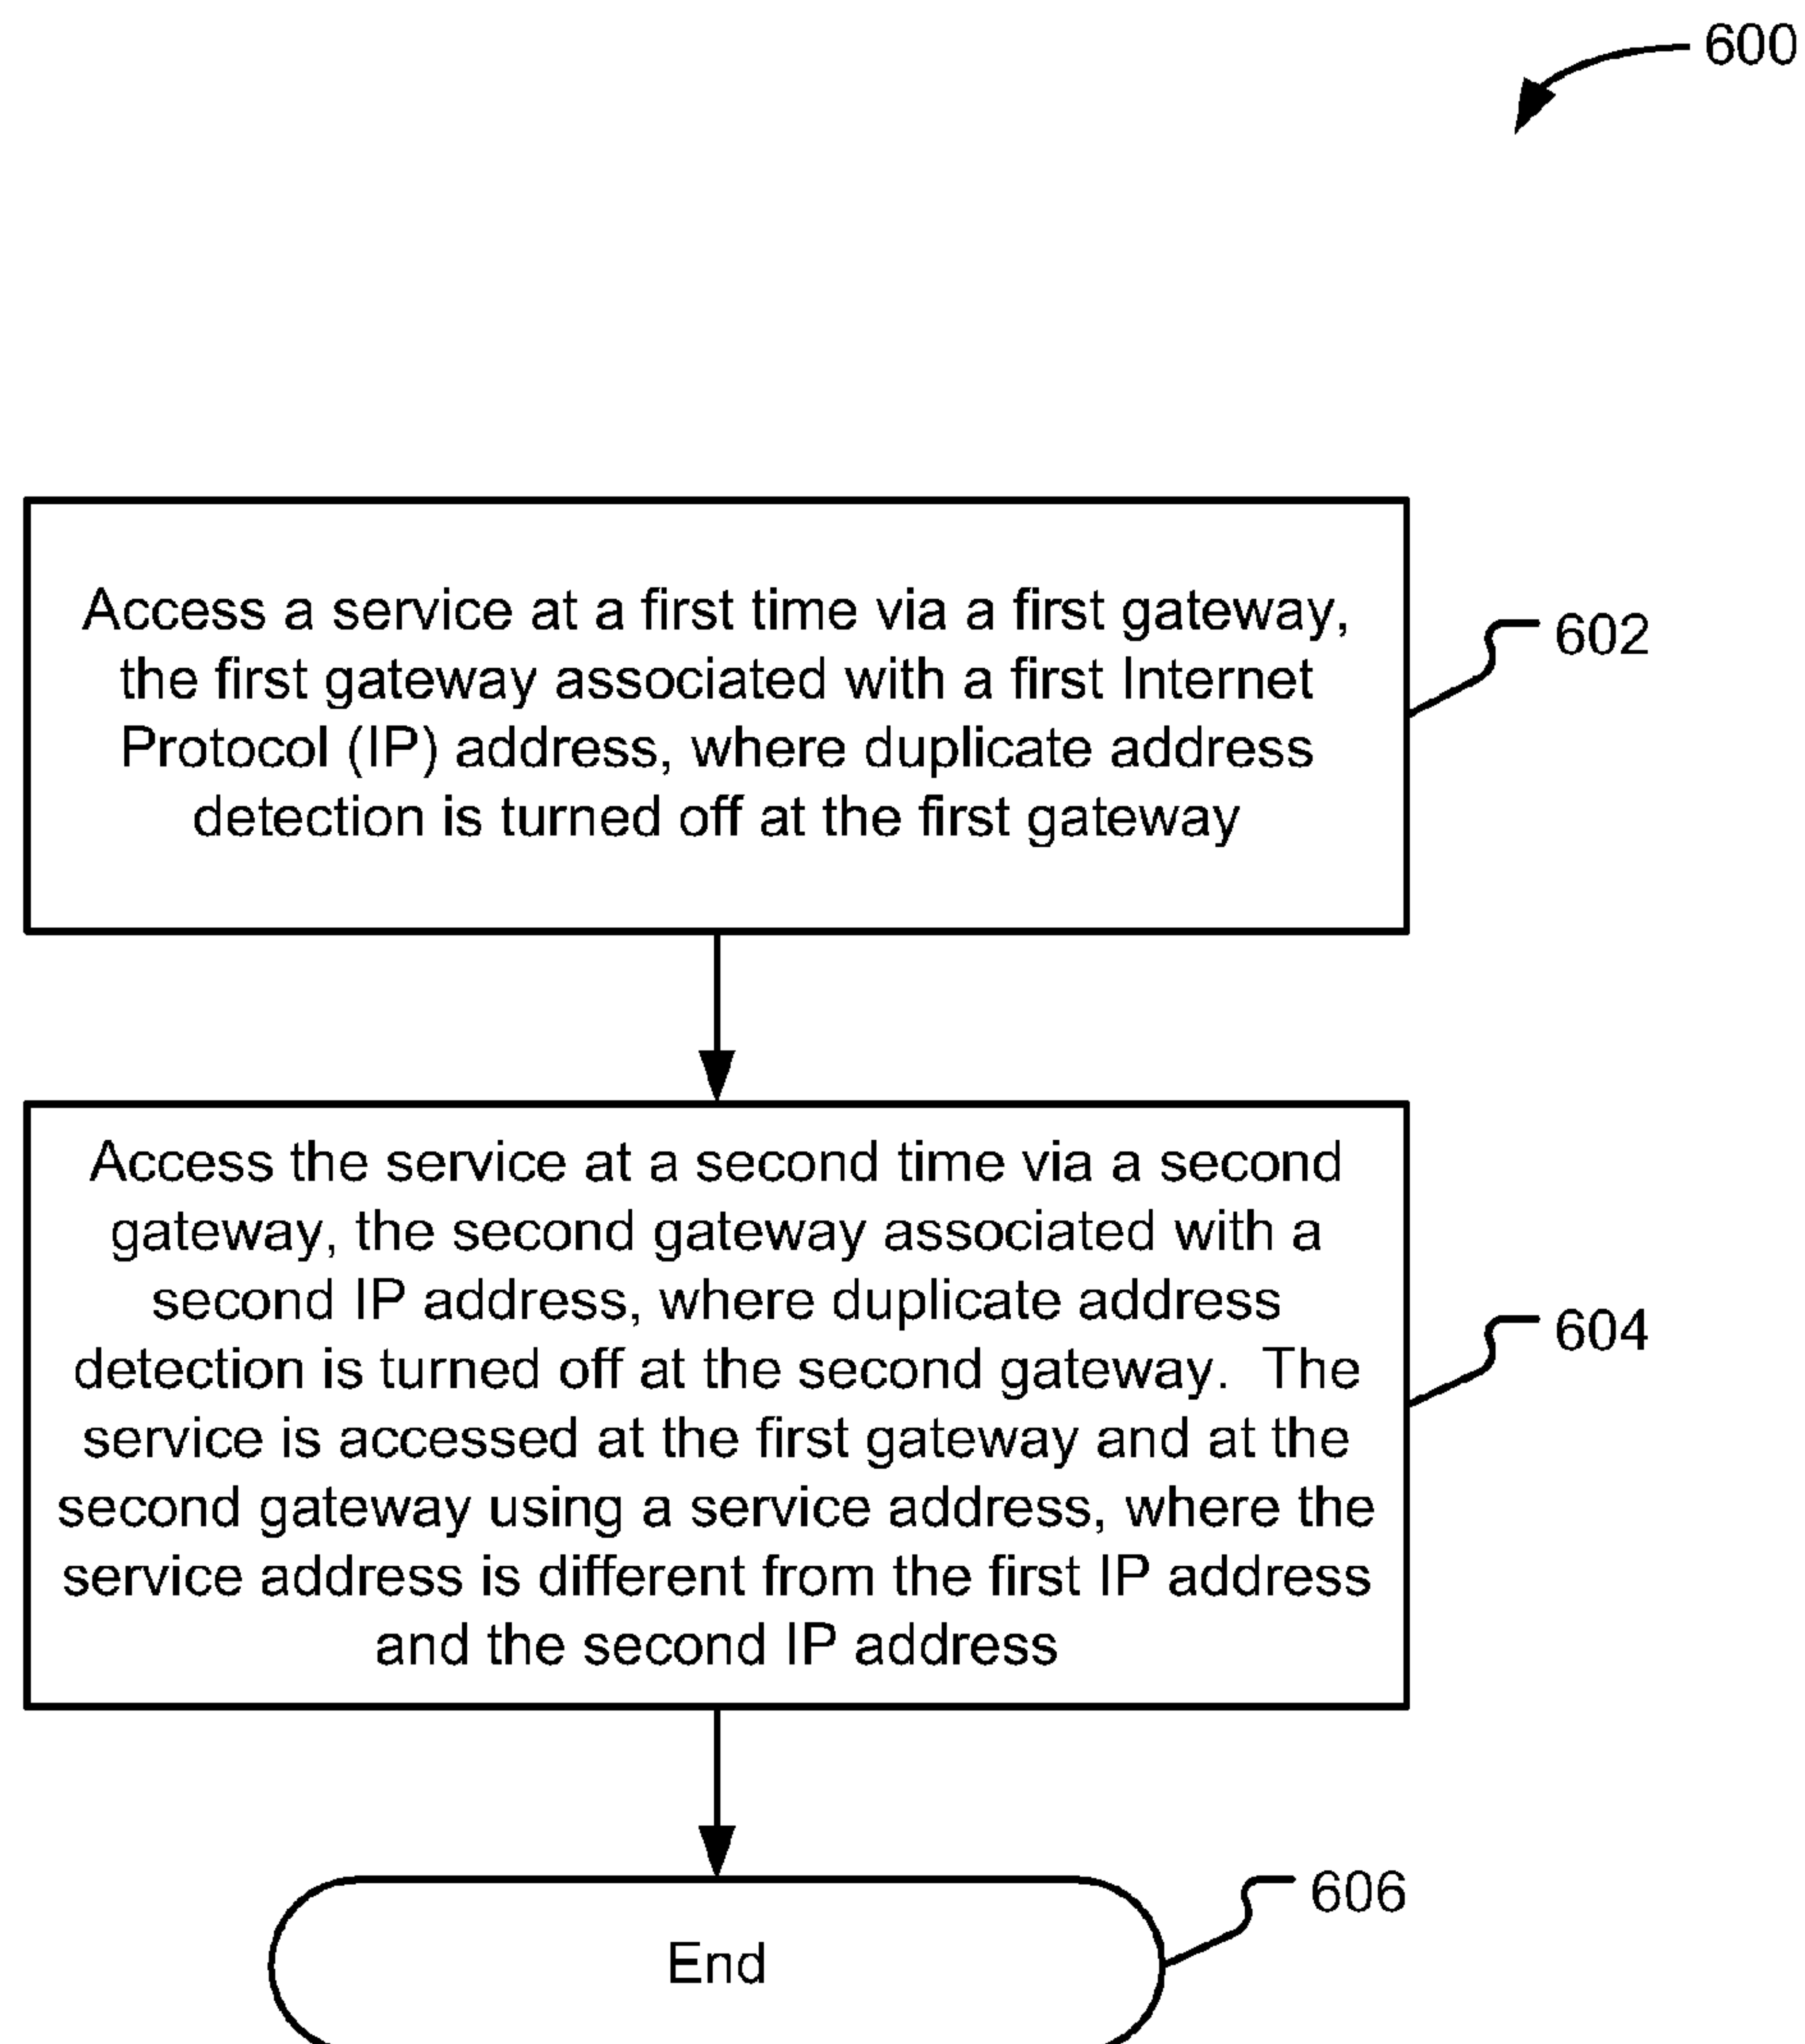 600
Access a service at a first time via a first gateway,
the first gateway associated with a first Internet
Protocol (IP) address, where duplicate address
detection is turned off at the first gateway
602
Access the service at a second time via a second
gateway, the second gateway associated with a
second IP address, where duplicate address
detection is turned off at the second gateway.  The
service is accessed at the first gateway and at the
second gateway using a service address, where the
service address is different from the first IP address
and the second IP address
604
End
606